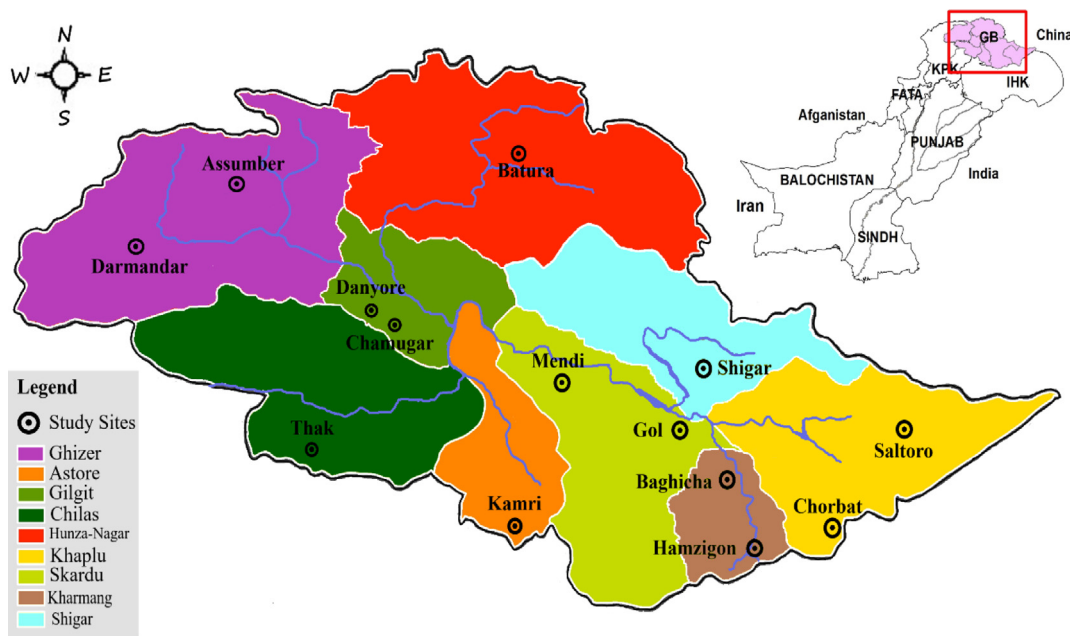 N
W E
S
Assumber
Darmandar
Batura
Danyore
Chamugar
Mendi
Shigar
Gol
Saltoro
Thak
Baghicha
Kamri
Chorbat
Hamzigon
GB
China
KPK
IHK
FATA
Afganistan
PUNJAB
BALOCHISTAN
India
Iran
SINDH
Legend
Study Sites
Ghizer
Astore
Gilgit
Chilas
Hunza-Nagar
Khaplu
Skardu
Kharmang
Shigar